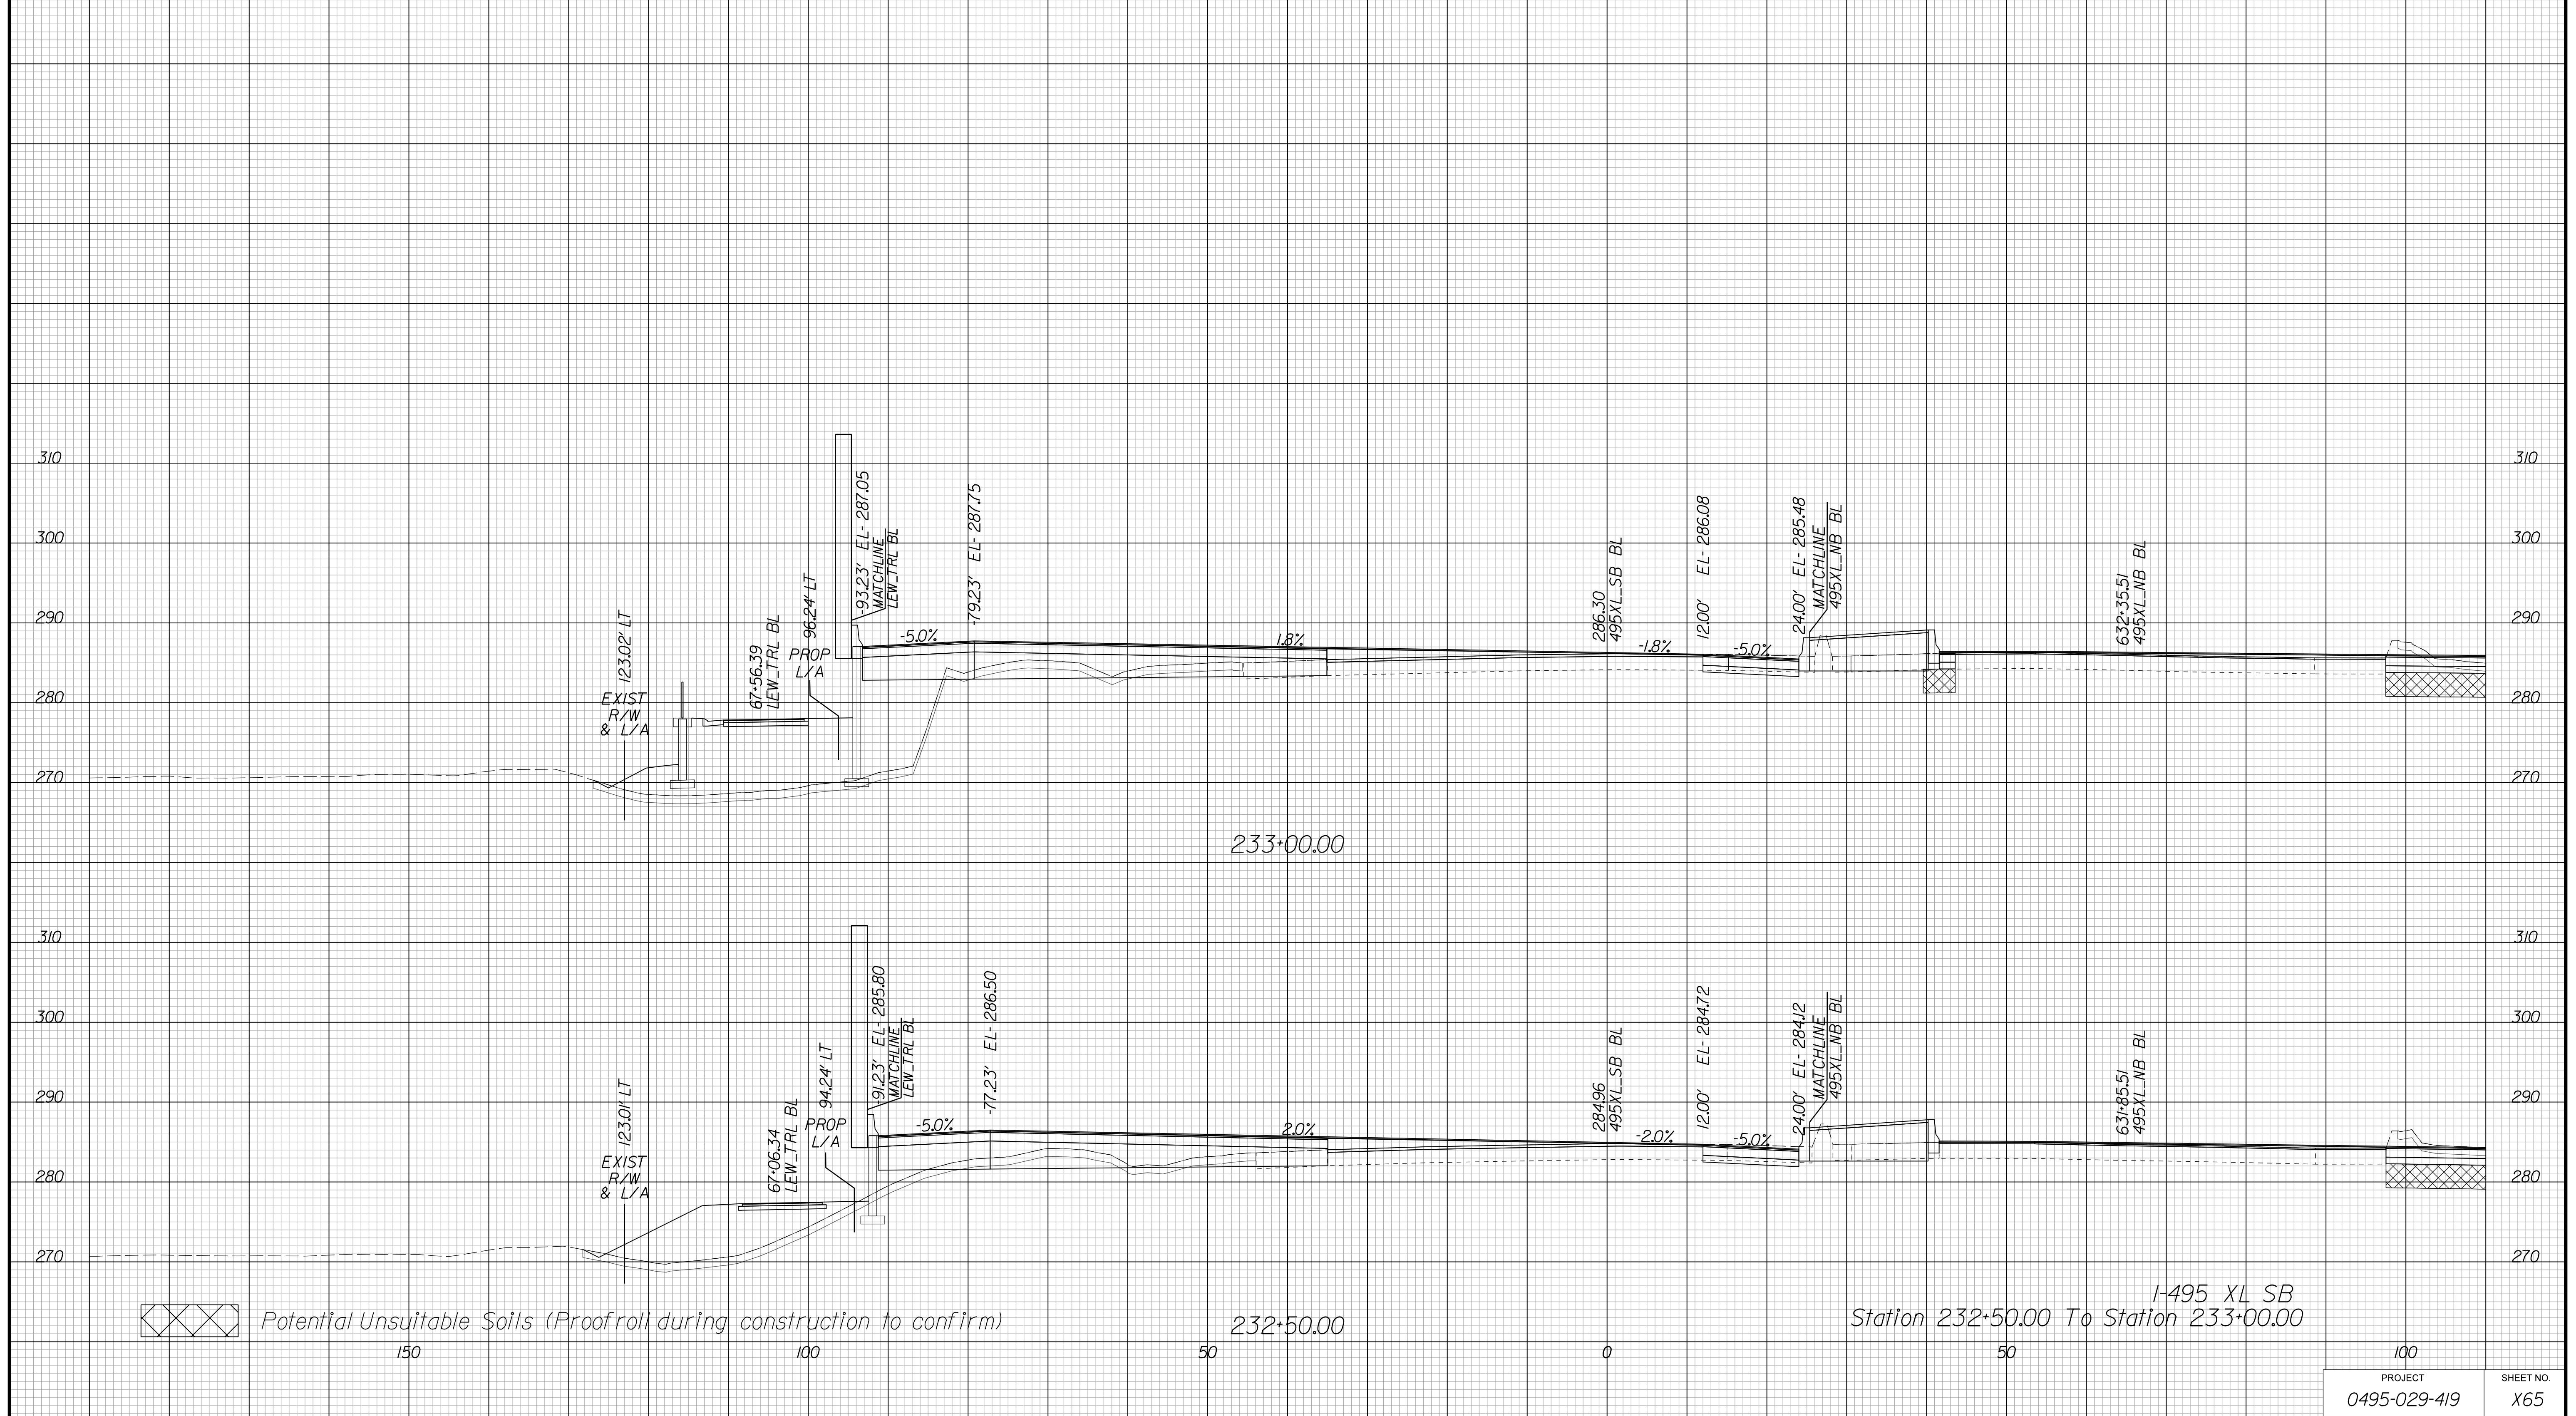 310
300
290
280
270
310
300
290
280
270
123.02' LT
EXIST
R/W
& L/A
67+56.39
LEW_TRL BL
96.24' LT
PROP
L/A
-93.23' EL- 287.05
MATCHLINE
LEW_TRL BL
-79.23' EL- 287.75
-5.0%
1.8%
286.30
495XL_SB BL
-1.8%
12.00' EL- 286.08
-5.0%
24.00' EL- 285.48
MATCHLINE
495XL_NB BL
632+35.51
495XL_NB BL
233+00.00
310
300
290
280
270
310
300
290
280
270
123.01' LT
EXIST
R/W
& L/A
67+06.34
LEW_TRL BL
94.24' LT
PROP
L/A
-91.23' EL- 285.80
MATCHLINE
LEW_TRL BL
-77.23' EL- 286.50
-5.0%
2.0%
284.96
495XL_SB BL
-2.0%
12.00' EL- 284.72
-5.0%
24.00' EL- 284.12
MATCHLINE
495XL_NB BL
631+85.51
495XL_NB BL
Potential Unsuitable Soils (Proofroll during construction to confirm)
232+50.00
I-495 XL SB
Station 232+50.00 To Station 233+00.00
150 100 50 0 50 100
PROJECT
0495-029-419
SHEET NO.
X65